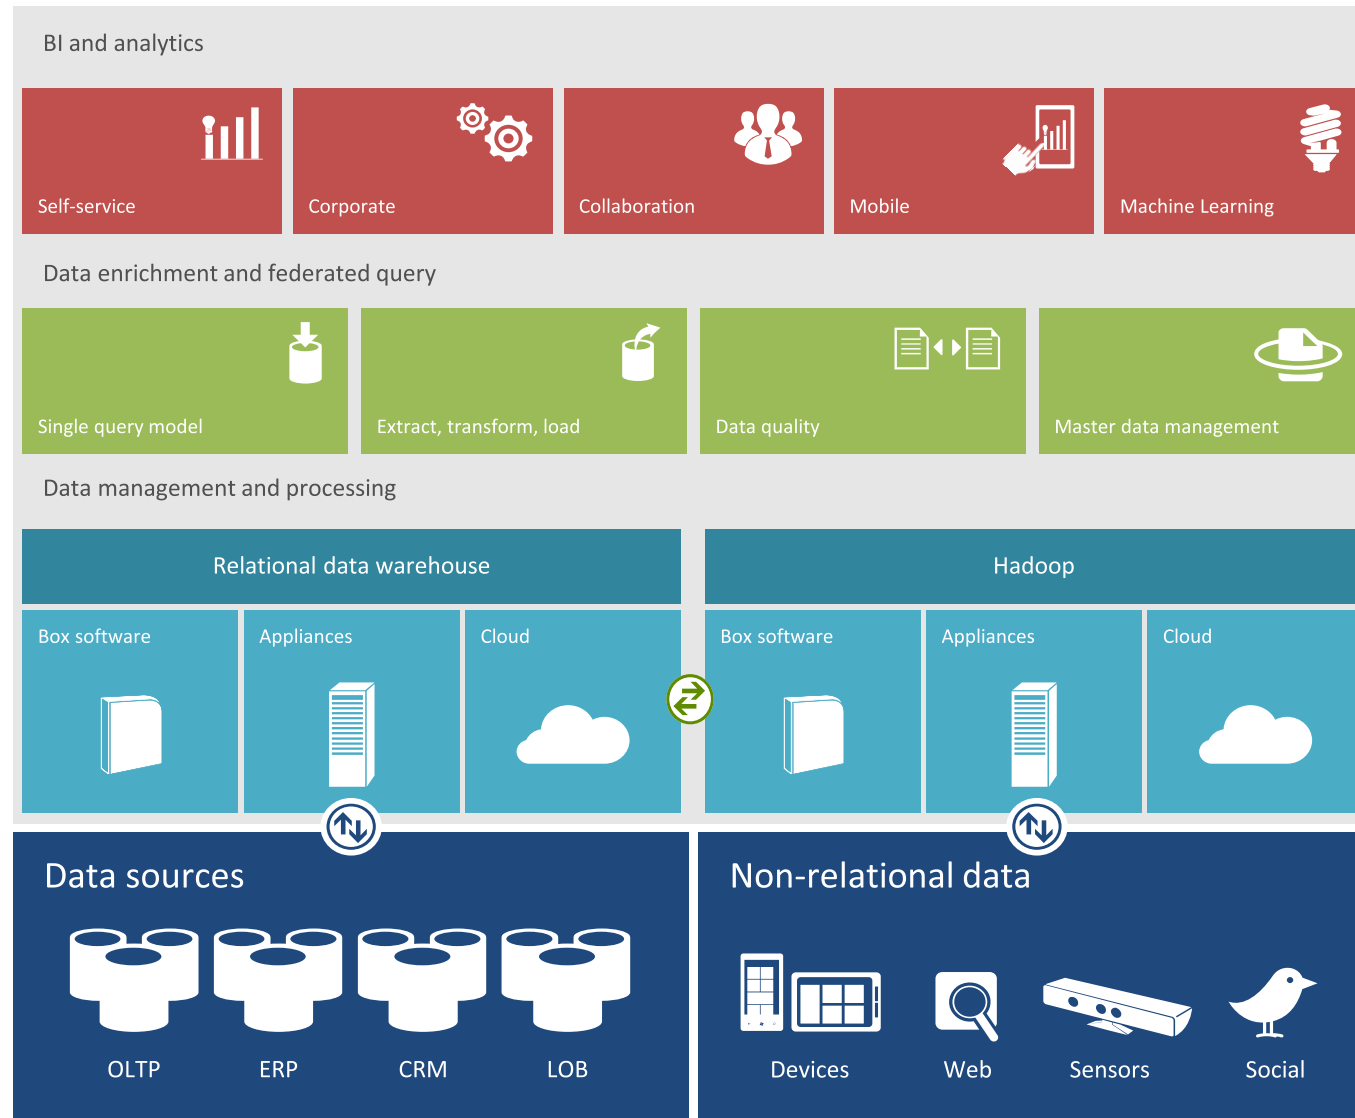 BI and analytics
Self-service
Corporate
Collaboration
Mobile
Machine Learning
Data enrichment and federated query
Single query model
Extract, transform, load
Data quality
Master data management
Data management and processing
Relational data warehouse
Hadoop
Box software
Appliances
Cloud
Box software
Appliances
Cloud
Data sources
Non-relational data
OLTP
ERP
CRM
LOB
Devices
Web
Sensors
Social